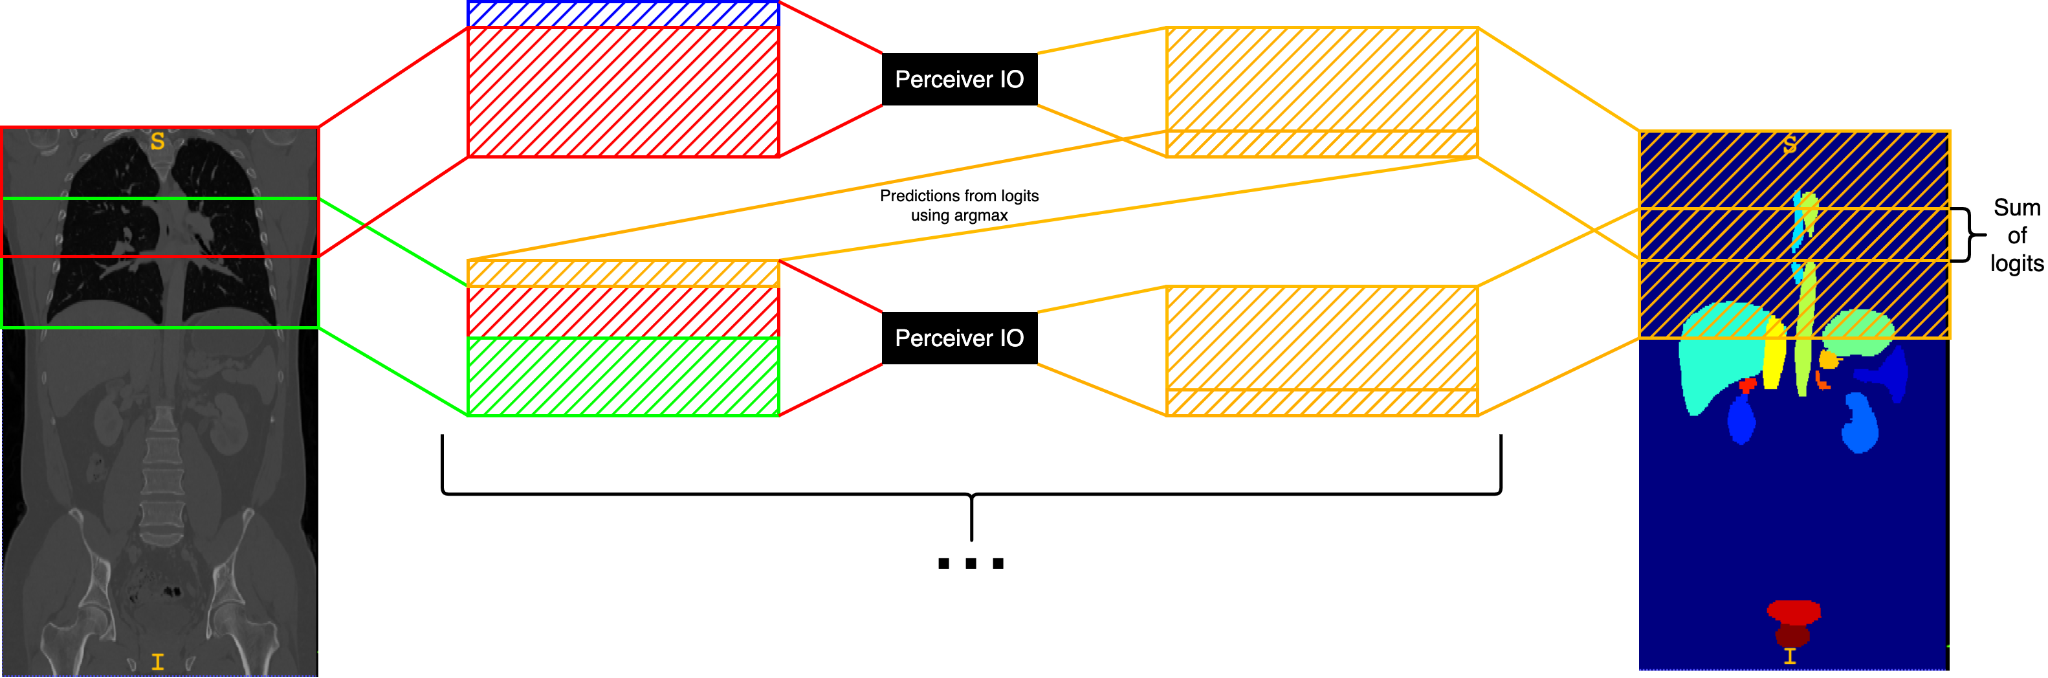 S
Perceiver IO
Predictions from logits
using argmax
Perceiver IO
S
Sum
of
logits
I
I